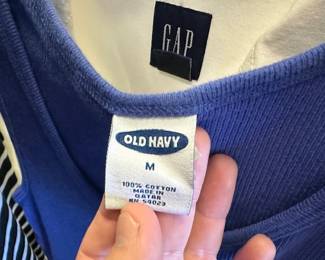 GAP
OLD NAVY
M
100% COTTON
MADE IN
QATAR
RN 54023